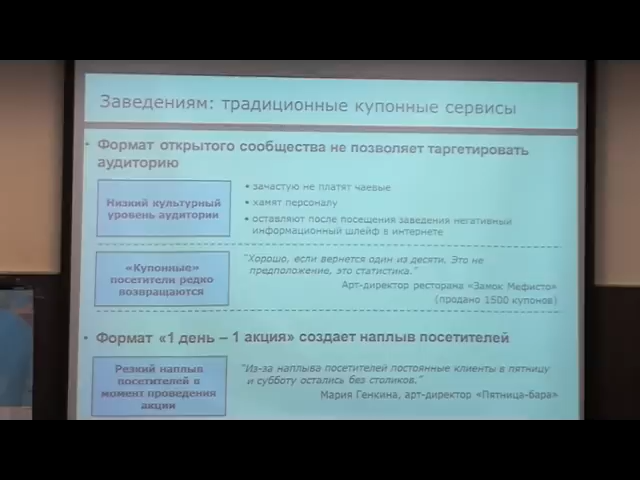 Заведениям: традиционные купонные сервисы
• Формат открытого сообщества не позволяет таргетировать
аудиторию
Низкий культурный
уровень аудитории
• зачастую не платят чаевые
• хамят персоналу
• оставляют после посещения заведения негативный
информационный шлейф в интернете
«Купонные»
посетители редко
возвращаются
"Хорошо, если вернется один из десяти. Это не
предположение, это статистика."
Арт-директор ресторана «Замок Мефисто»
(продано 1500 купонов)
• Формат «1 день – 1 акция» создает наплыв посетителей
Резкий наплыв
посетителей в
момент проведения
акции
"Из-за наплыва посетителей постоянные клиенты в пятницу
и субботу остались без столиков."
Мария Генкина, арт-директор «Пятница-бара»